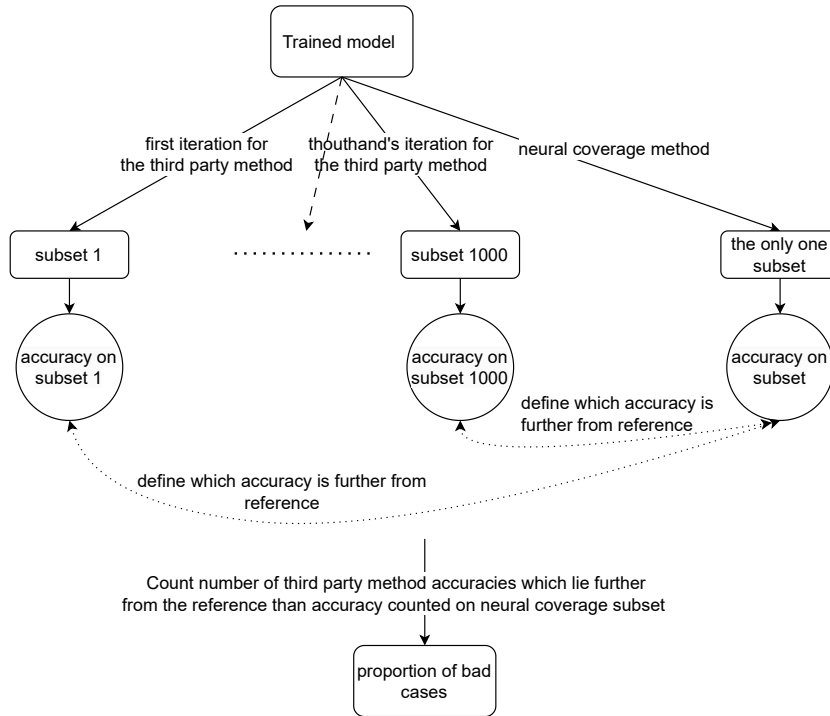 Trained model
first iteration for
the third party method
thouthand's iteration for
the third party method
neural coverage method
subset 1
subset 1000
the only one
subset
accuracy on
subset 1
accuracy on
subset 1000
accuracy on
subset
define which accuracy is
further from reference
define which accuracy is further from
reference
Count number of third party method accuracies which lie further
from the reference than accuracy counted on neural coverage subset
proportion of bad
cases